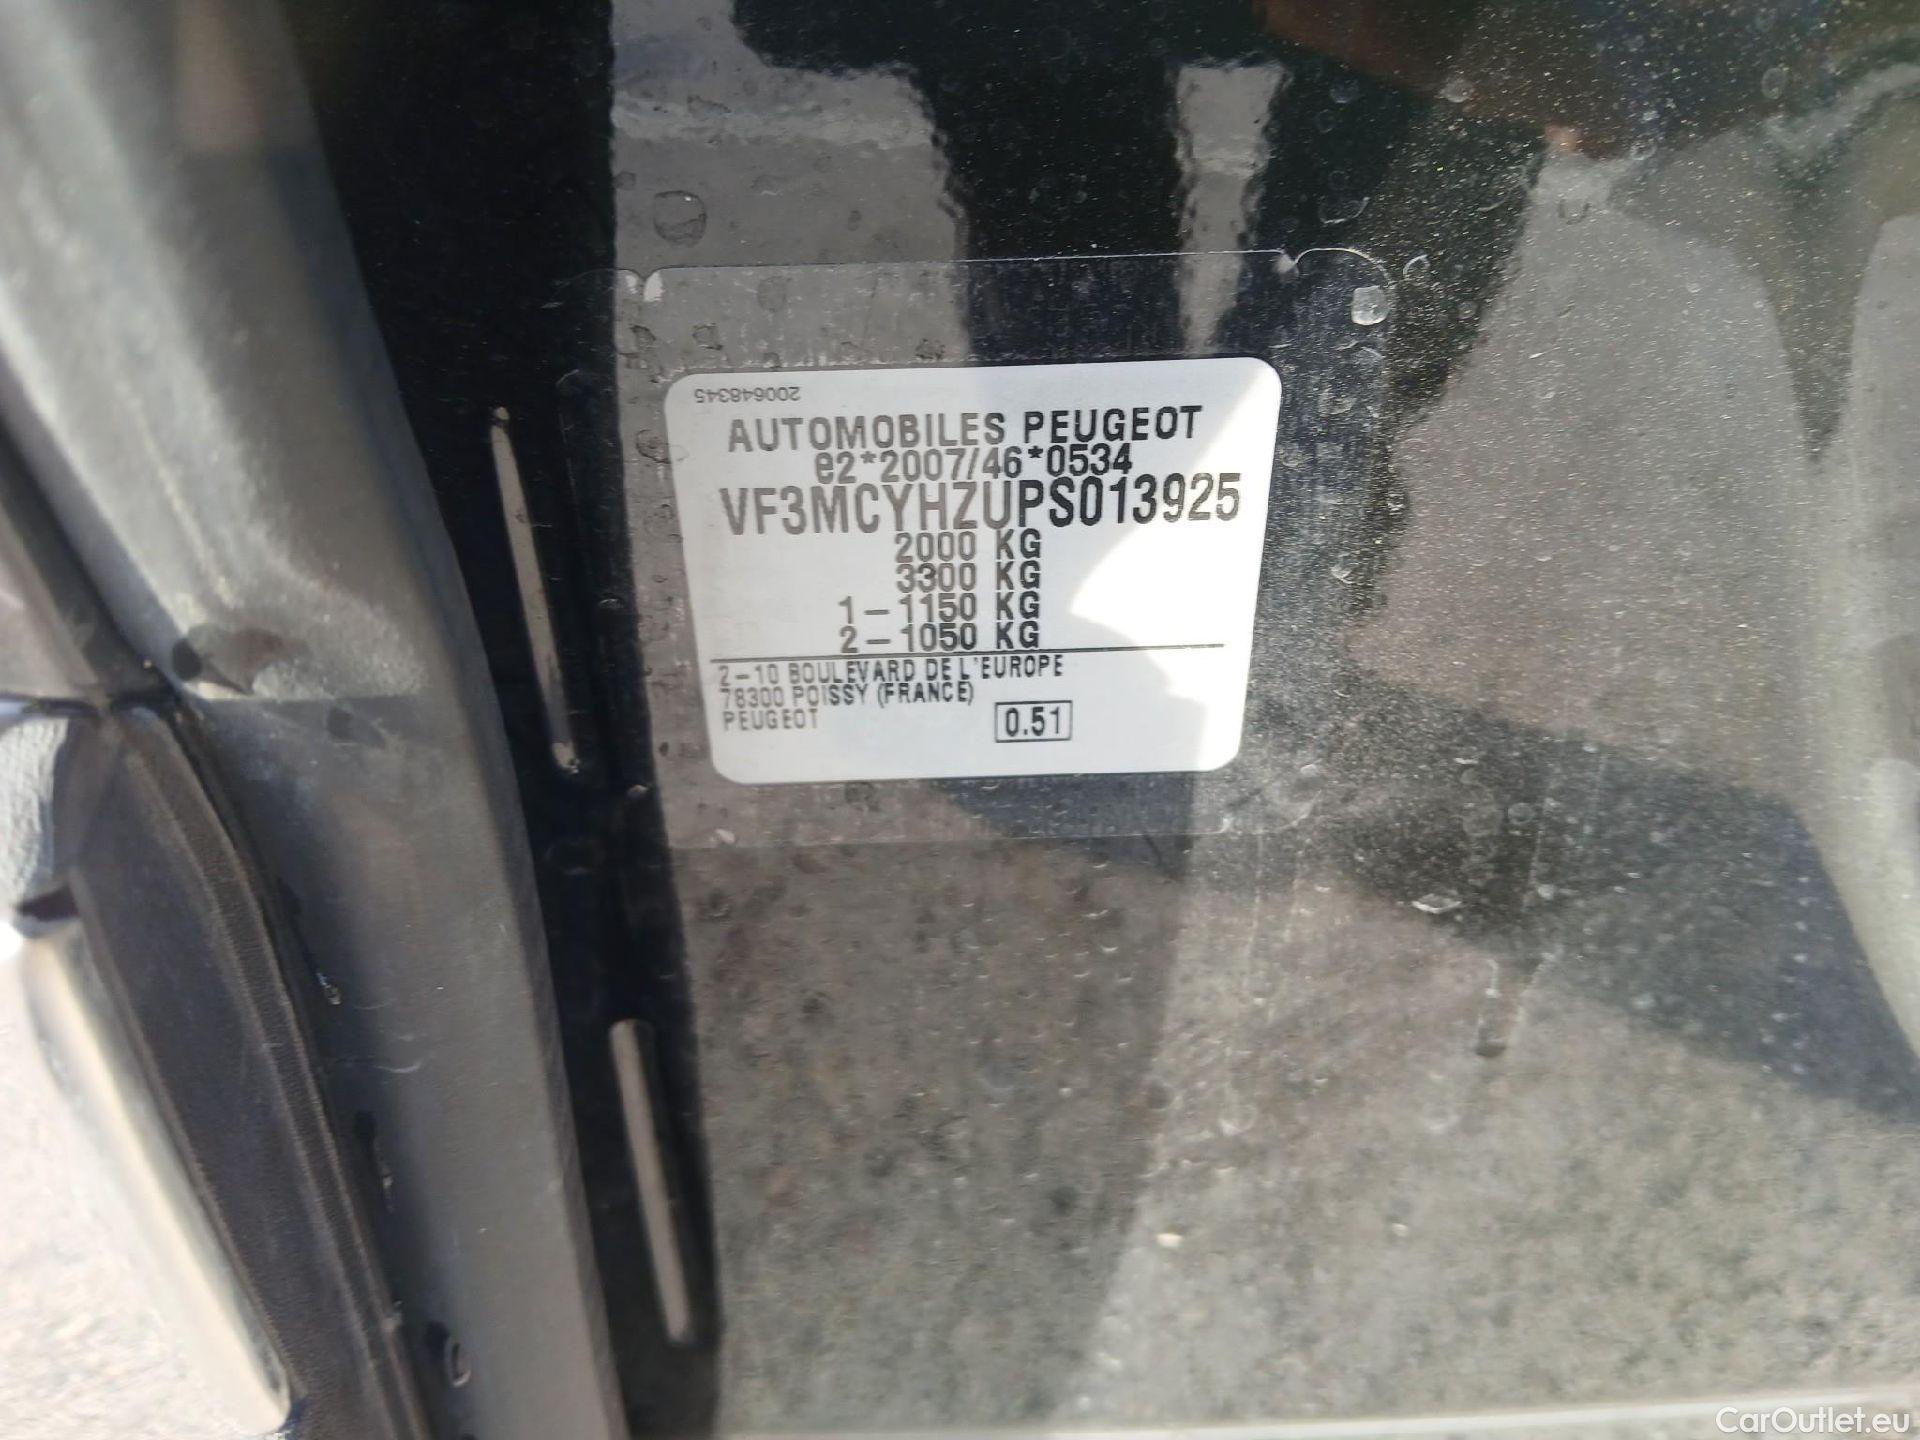 200648345
AUTOMOBILES PEUGEOT
e2*2007/46*0534
VF3MCYHZUPS013925
2000 KG
3300 KG
1-1150 KG
2-1050 KG
2-10 BOULEVARD DE L'EUROPE
78300 POISSY (FRANCE)
PEUGEOT
0.51
CarOutlet.eu